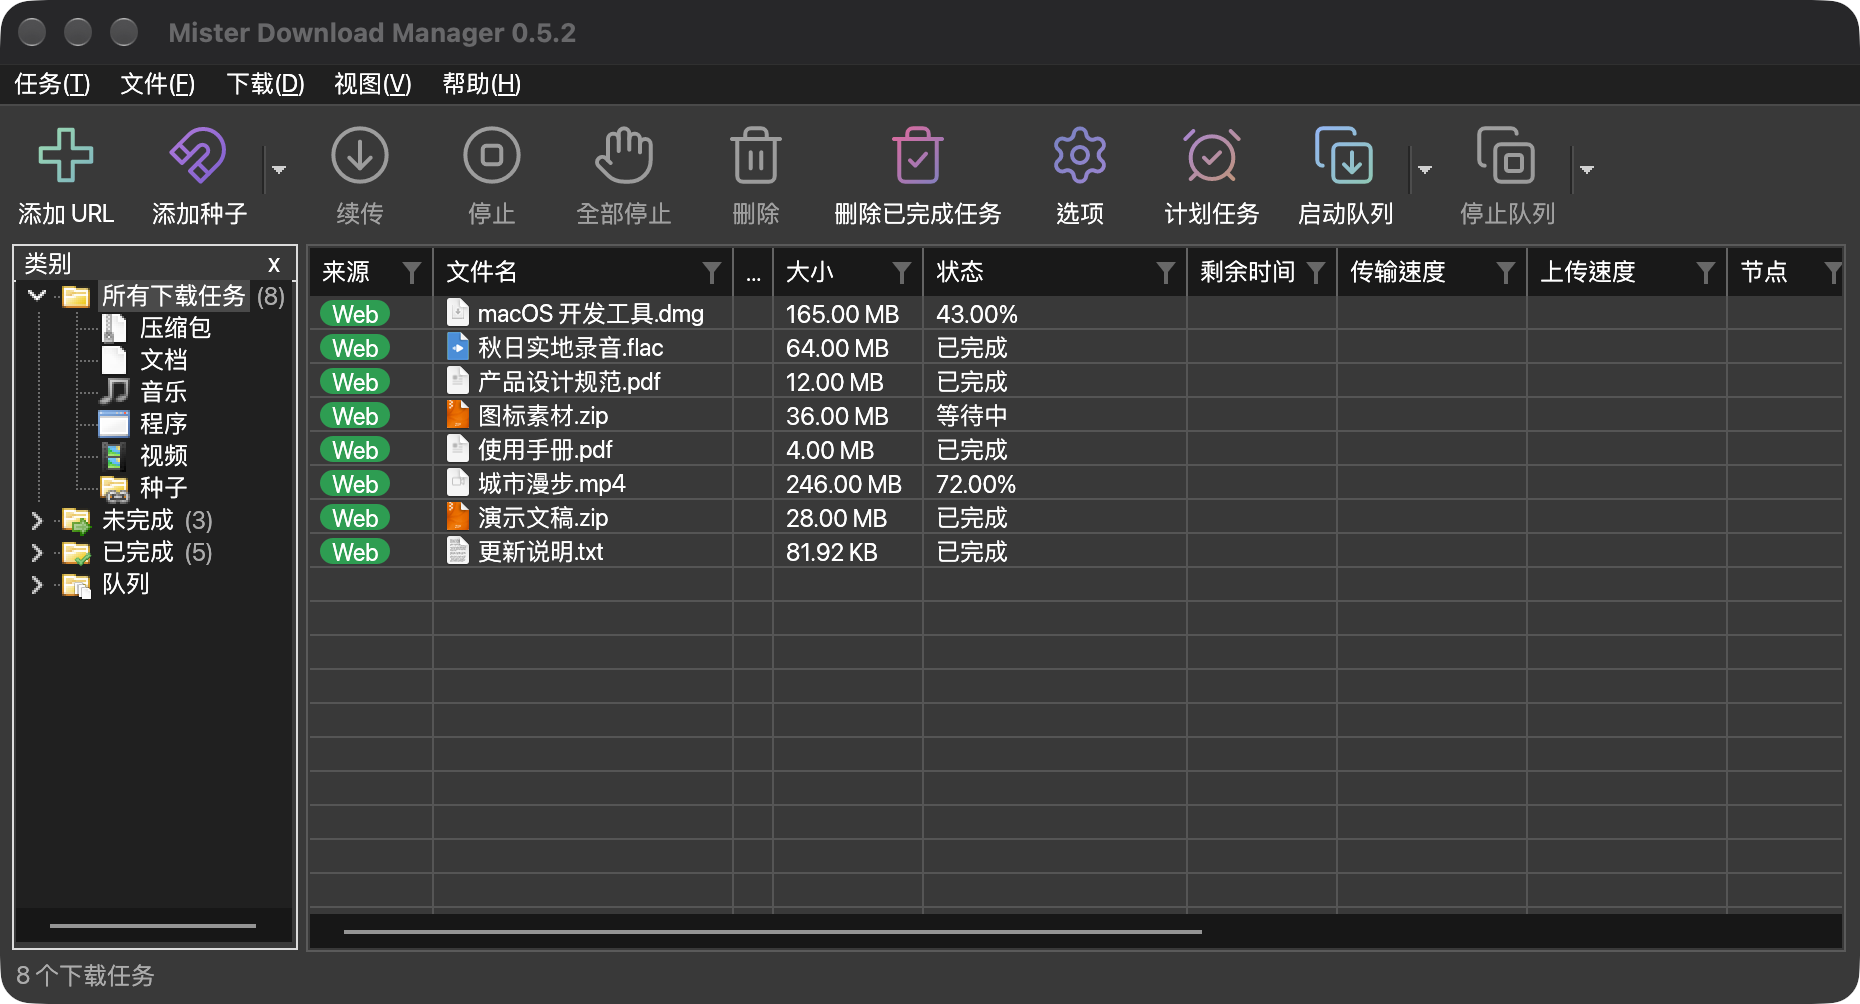 Mister Download Manager 0.5.2
任务(T) 文件(F) 下载(D) 视图(V) 帮助(H)
添加 URL 添加种子 续传 停止 全部停止 删除 删除已完成任务 选项 计划任务 启动队列 停止队列
类别 x
所有下载任务 (8)
压缩包
文档
音乐
程序
视频
种子
未完成 (3)
已完成 (5)
队列
来源 文件名 ... 大小 状态 剩余时间 传输速度 上传速度 节点
Web macOS 开发工具.dmg 165.00 MB 43.00%
Web 秋日实地录音.flac 64.00 MB 已完成
Web 产品设计规范.pdf 12.00 MB 已完成
Web 图标素材.zip 36.00 MB 等待中
Web 使用手册.pdf 4.00 MB 已完成
Web 城市漫步.mp4 246.00 MB 72.00%
Web 演示文稿.zip 28.00 MB 已完成
Web 更新说明.txt 81.92 KB 已完成
8 个下载任务